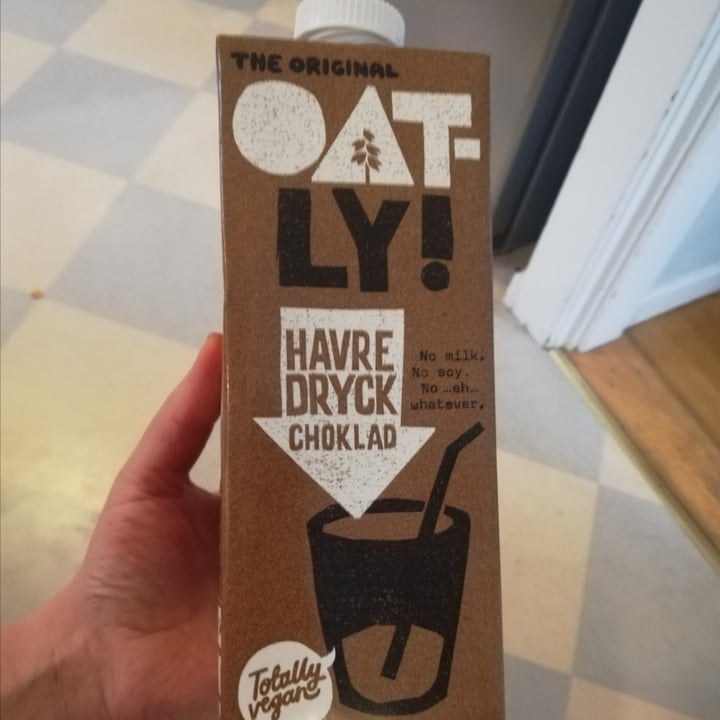 THE ORIGINAL
OAT-
LY!
HAVRE
DRYCK
CHOKLAD
No milk.
No soy.
No ...eh...
whatever.
Totally
vegan